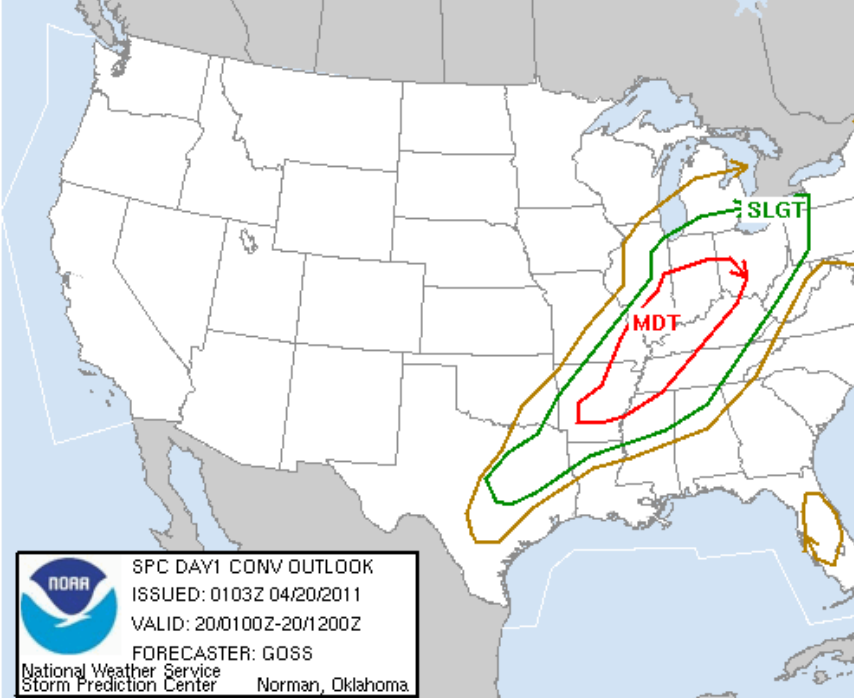 SLGT
MDT
SPC DAY1 CONV OUTLOOK
ISSUED: 0103Z 04/20/2011
VALID: 20/0100Z-20/1200Z
FORECASTER: GOSS
NOAA
National Weather Service
Storm Prediction Center Norman, Oklahoma